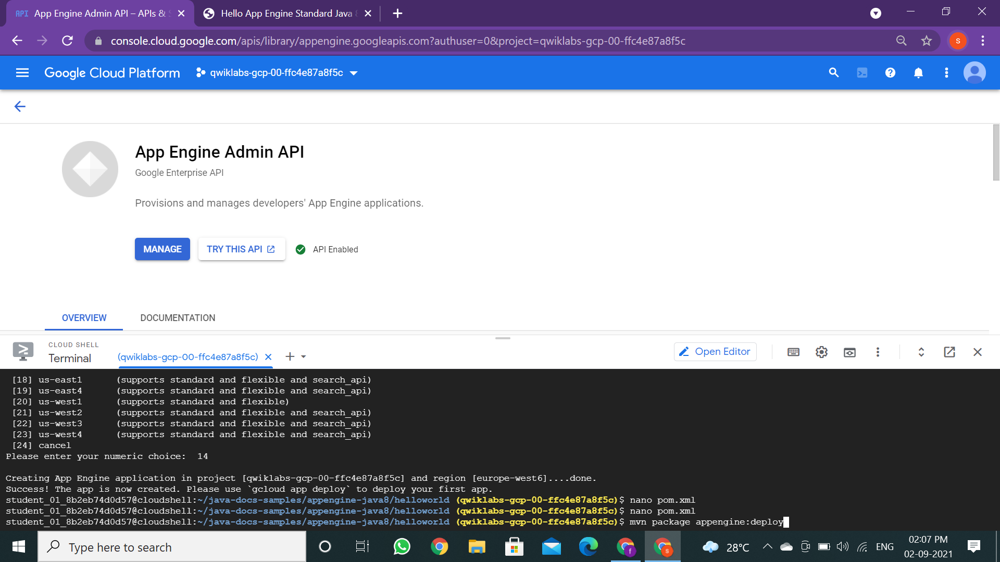 API App Engine Admin API – APIs & S
Hello App Engine Standard Java 8
console.cloud.google.com/apis/library/appengine.googleapis.com?authuser=0&project=qwiklabs-gcp-00-ffc4e87a8f5c
s
Google Cloud Platform
qwiklabs-gcp-00-ffc4e87a8f5c
App Engine Admin API
Google Enterprise API
Provisions and manages developers' App Engine applications.
MANAGE
TRY THIS API
API Enabled
OVERVIEW
DOCUMENTATION
CLOUD SHELL
Terminal
(qwiklabs-gcp-00-ffc4e87a8f5c)
Open Editor
[18] us-east1 (supports standard and flexible and search_api)
[19] us-east4 (supports standard and flexible and search_api)
[20] us-west1 (supports standard and flexible)
[21] us-west2 (supports standard and flexible and search_api)
[22] us-west3 (supports standard and flexible and search_api)
[23] us-west4 (supports standard and flexible and search_api)
[24] cancel
Please enter your numeric choice: 14
Creating App Engine application in project [qwiklabs-gcp-00-ffc4e87a8f5c] and region [europe-west6]....done.
Success! The app is now created. Please use `gcloud app deploy` to deploy your first app.
student_01_8b2eb74d0d57@cloudshell:~/java-docs-samples/appengine-java8/helloworld (qwiklabs-gcp-00-ffc4e87a8f5c)$ nano pom.xml
student_01_8b2eb74d0d57@cloudshell:~/java-docs-samples/appengine-java8/helloworld (qwiklabs-gcp-00-ffc4e87a8f5c)$ nano pom.xml
student_01_8b2eb74d0d57@cloudshell:~/java-docs-samples/appengine-java8/helloworld (qwiklabs-gcp-00-ffc4e87a8f5c)$ mvn package appengine:deploy
Type here to search
f
s
28°C
ENG
02:07 PM
02-09-2021